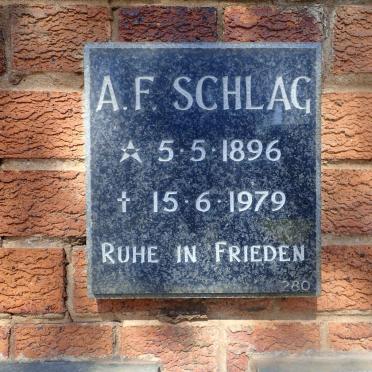 A.F. SCHLAG
☆ 5·5·1896
† 15·6·1979
RUHE IN FRIEDEN
280